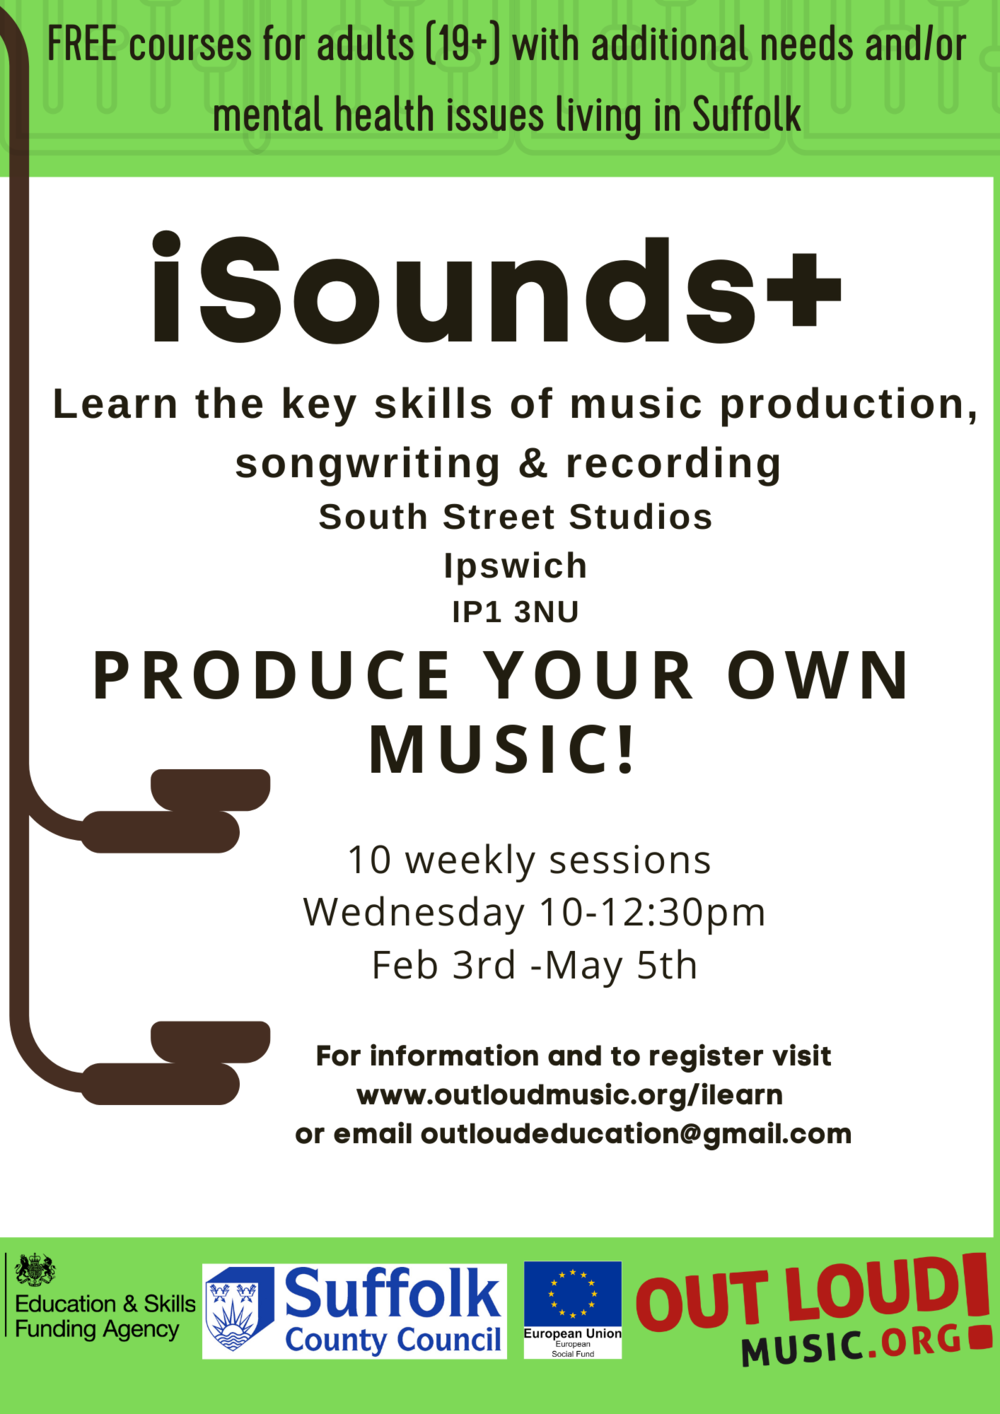 FREE courses for adults (19+) with additional needs and/or
mental health issues living in Suffolk
iSounds+
Learn the key skills of music production,
songwriting & recording
South Street Studios
Ipswich
IP1 3NU
PRODUCE YOUR OWN
MUSIC!
10 weekly sessions
Wednesday 10-12:30pm
Feb 3rd -May 5th
For information and to register visit
www.outloudmusic.org/ilearn
or email outloudeducation@gmail.com
Education & Skills
Funding Agency
Suffolk
County Council
European Union
European
Social Fund
OUT LOUD!
MUSIC.ORG